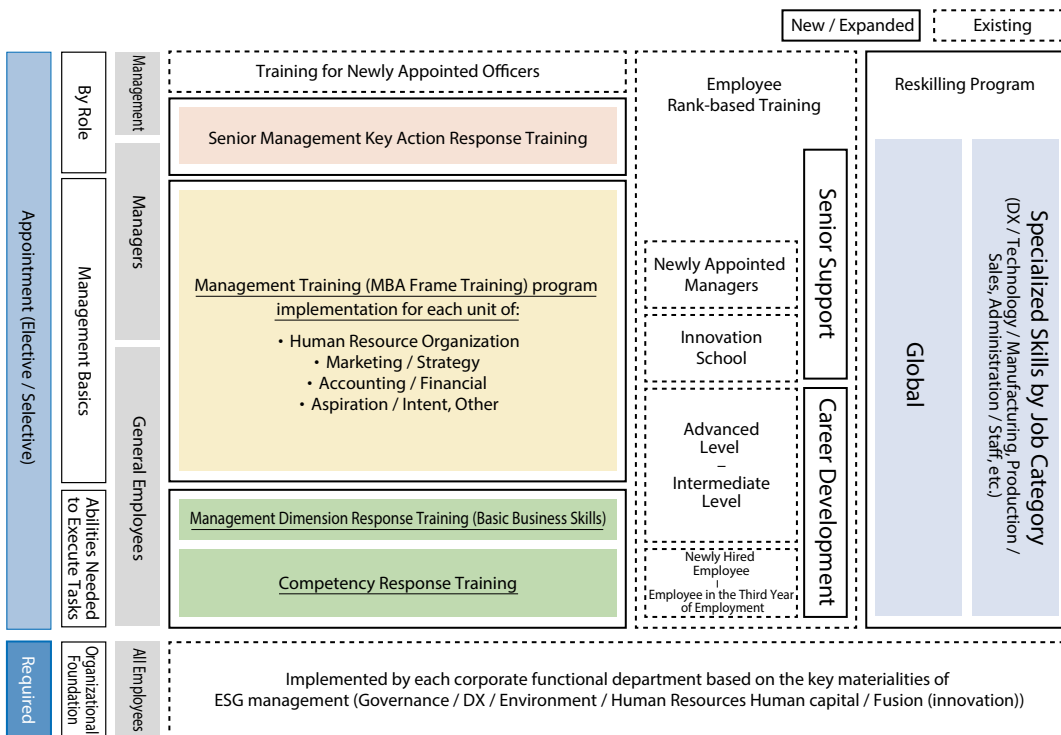 New / Expanded
Existing
Appointment (Elective / Selective)
Required
By Role
Management Basics
Abilities Needed
to Execute Tasks
Organizational
Foundation
Management
Managers
General Employees
All Employees
Training for Newly Appointed Officers
Senior Management Key Action Response Training
Management Training (MBA Frame Training) program
implementation for each unit of:
・Human Resource Organization
・Marketing / Strategy
・Accounting / Financial
・Aspiration / Intent, Other
Management Dimension Response Training (Basic Business Skills)
Competency Response Training
Employee
Rank-based Training
Newly Appointed
Managers
Innovation
School
Advanced
Level
–
Intermediate
Level
Newly Hired
Employee
–
Employee in the Third Year
of Employment
Senior Support
Career Development
Reskilling Program
Global
Specialized Skills by Job Category
(DX / Technology / Manufacturing, Production /
Sales, Administration / Staff, etc.)
Implemented by each corporate functional department based on the key materialities of
ESG management (Governance / DX / Environment / Human Resources Human capital / Fusion (innovation))